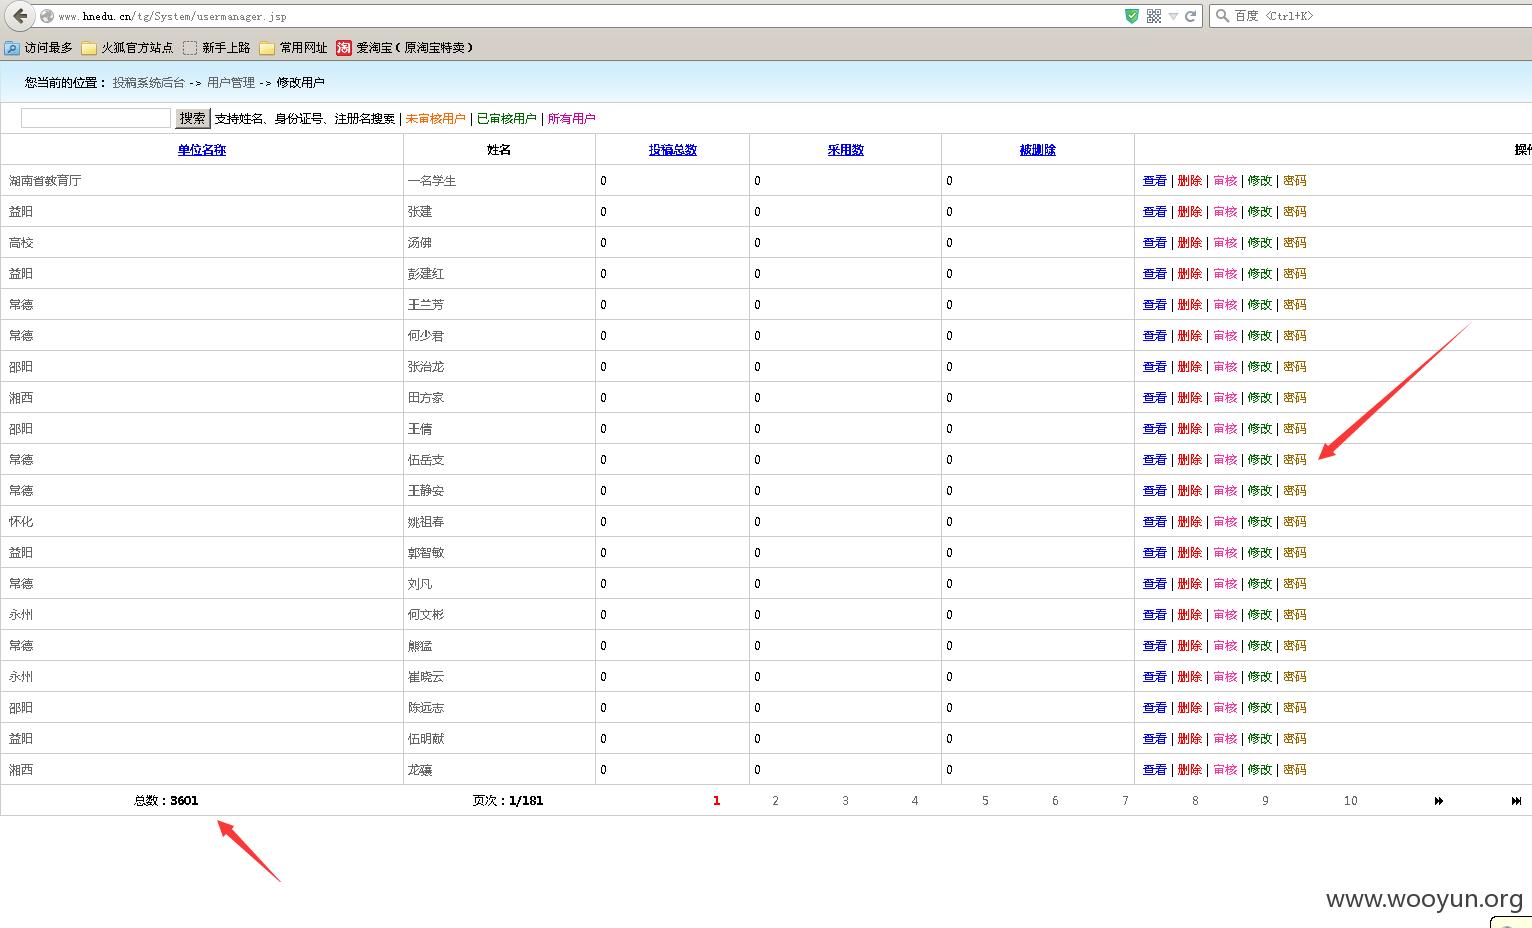 www.hnedu.cn/tg/System/usermanager.jsp
百度 <Ctrl+K>
访问最多 火狐官方站点 新手上路 常用网址 淘 爱淘宝（原淘宝特卖）
您当前的位置： 投稿系统后台 -> 用户管理 -> 修改用户
搜索 支持姓名、身份证号、注册名搜索 | 未审核用户 | 已审核用户 | 所有用户
单位名称 姓名 投稿总数 采用数 被删除 操作
湖南省教育厅 一名学生 0 0 0 查看 | 删除 | 审核 | 修改 | 密码
益阳 张建 0 0 0 查看 | 删除 | 审核 | 修改 | 密码
高校 汤佛 0 0 0 查看 | 删除 | 审核 | 修改 | 密码
益阳 彭建红 0 0 0 查看 | 删除 | 审核 | 修改 | 密码
常德 王兰芳 0 0 0 查看 | 删除 | 审核 | 修改 | 密码
常德 何少君 0 0 0 查看 | 删除 | 审核 | 修改 | 密码
邵阳 张治龙 0 0 0 查看 | 删除 | 审核 | 修改 | 密码
湘西 田方家 0 0 0 查看 | 删除 | 审核 | 修改 | 密码
邵阳 王倩 0 0 0 查看 | 删除 | 审核 | 修改 | 密码
常德 伍岳支 0 0 0 查看 | 删除 | 审核 | 修改 | 密码
常德 王静安 0 0 0 查看 | 删除 | 审核 | 修改 | 密码
怀化 姚祖春 0 0 0 查看 | 删除 | 审核 | 修改 | 密码
益阳 郭智敏 0 0 0 查看 | 删除 | 审核 | 修改 | 密码
常德 刘凡 0 0 0 查看 | 删除 | 审核 | 修改 | 密码
永州 何文彬 0 0 0 查看 | 删除 | 审核 | 修改 | 密码
常德 熊猛 0 0 0 查看 | 删除 | 审核 | 修改 | 密码
永州 崔晓云 0 0 0 查看 | 删除 | 审核 | 修改 | 密码
邵阳 陈远志 0 0 0 查看 | 删除 | 审核 | 修改 | 密码
益阳 伍明献 0 0 0 查看 | 删除 | 审核 | 修改 | 密码
湘西 龙骧 0 0 0 查看 | 删除 | 审核 | 修改 | 密码
总数：3601 页次：1/181 1 2 3 4 5 6 7 8 9 10
www.wooyun.org